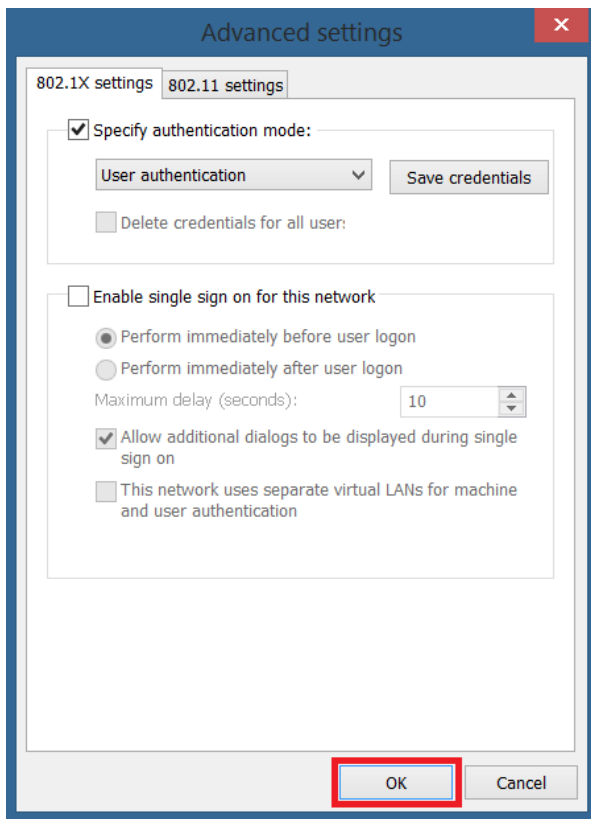 Advanced settings
802.1X settings 802.11 settings
Specify authentication mode:
User authentication Save credentials
Delete credentials for all users
Enable single sign on for this network
Perform immediately before user logon
Perform immediately after user logon
Maximum delay (seconds): 10
Allow additional dialogs to be displayed during single
sign on
This network uses separate virtual LANs for machine
and user authentication
OK Cancel